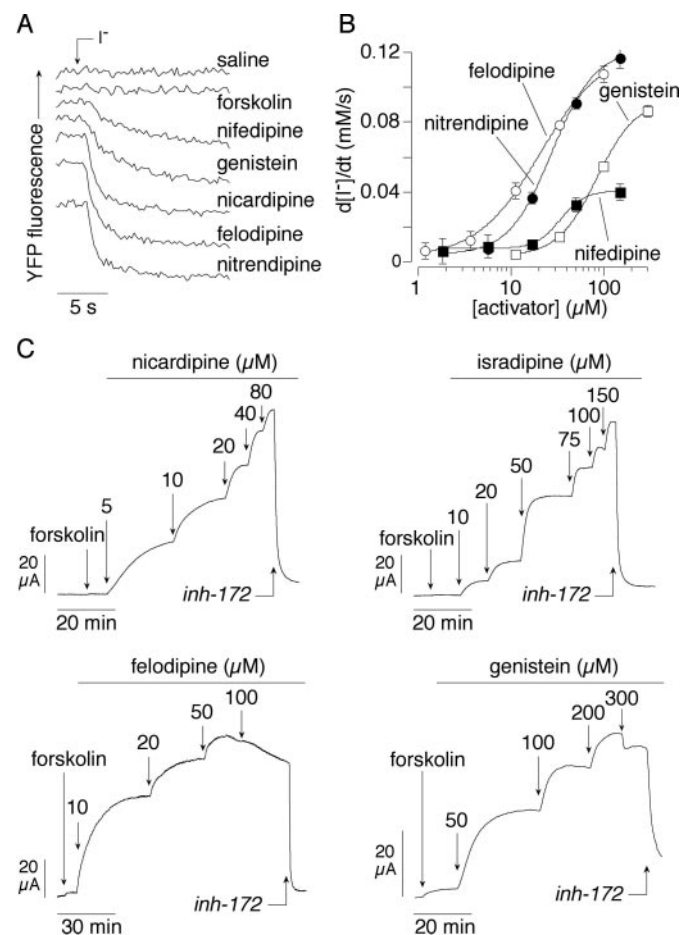 A
I-
saline
forskolin
nifedipine
genistein
nicardipine
felodipine
nitrendipine
YFP fluorescence
5 s
B
0.12
0.08
0.04
0
d[I-]/dt (mM/s)
felodipine
nitrendipine
genistein
nifedipine
1
10
100
[activator] (µM)
C
nicardipine (µM)
80
40
20
10
5
forskolin
20
µA
20 min
inh-172
isradipine (µM)
150
100
75
50
20
10
forskolin
20
µA
20 min
inh-172
felodipine (µM)
100
50
20
forskolin
10
20
µA
30 min
inh-172
genistein (µM)
300
200
100
forskolin
50
20
µA
20 min
inh-172